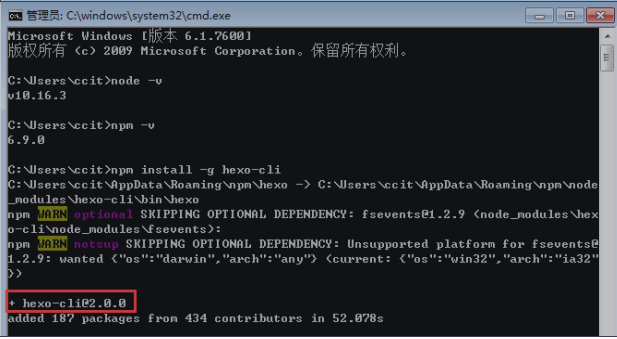 管理员: C:\windows\system32\cmd.exe
Microsoft Windows [版本 6.1.7600]
版权所有 (c) 2009 Microsoft Corporation。保留所有权利。
C:\Users\ccit>node -v
v10.16.3
C:\Users\ccit>npm -v
6.9.0
C:\Users\ccit>npm install -g hexo-cli
C:\Users\ccit\AppData\Roaming\npm\hexo -> C:\Users\ccit\AppData\Roaming\npm\node
_modules\hexo-cli\bin\hexo
npm WARN optional SKIPPING OPTIONAL DEPENDENCY: fsevents@1.2.9 (node_modules\hex
o-cli\node_modules\fsevents):
npm WARN notsup SKIPPING OPTIONAL DEPENDENCY: Unsupported platform for fsevents@
1.2.9: wanted {"os":"darwin","arch":"any"} (current: {"os":"win32","arch":"ia32"
})
+ hexo-cli@2.0.0
added 187 packages from 434 contributors in 52.078s